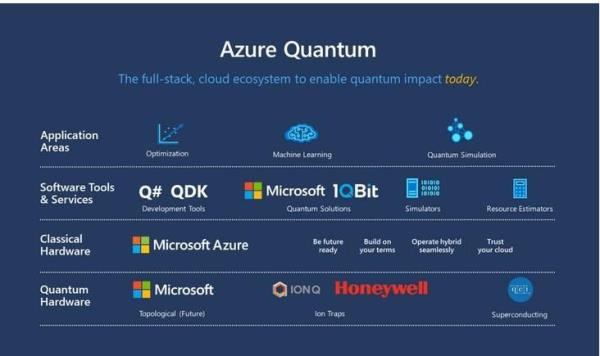 Azure Quantum
The full-stack, cloud ecosystem to enable quantum impact today.
Application
Areas
Optimization
Machine Learning
Quantum Simulation
Software Tools
& Services
Q# QDK
Development Tools
Microsoft 1QBit
Quantum Solutions
Simulators
Resource Estimators
Classical
Hardware
Microsoft Azure
Be future
ready
Build on
your terms
Operate hybrid
seamlessly
Trust
your cloud
Quantum
Hardware
Microsoft
Topological (Future)
IONQ
Honeywell
Ion Traps
qci
Superconducting